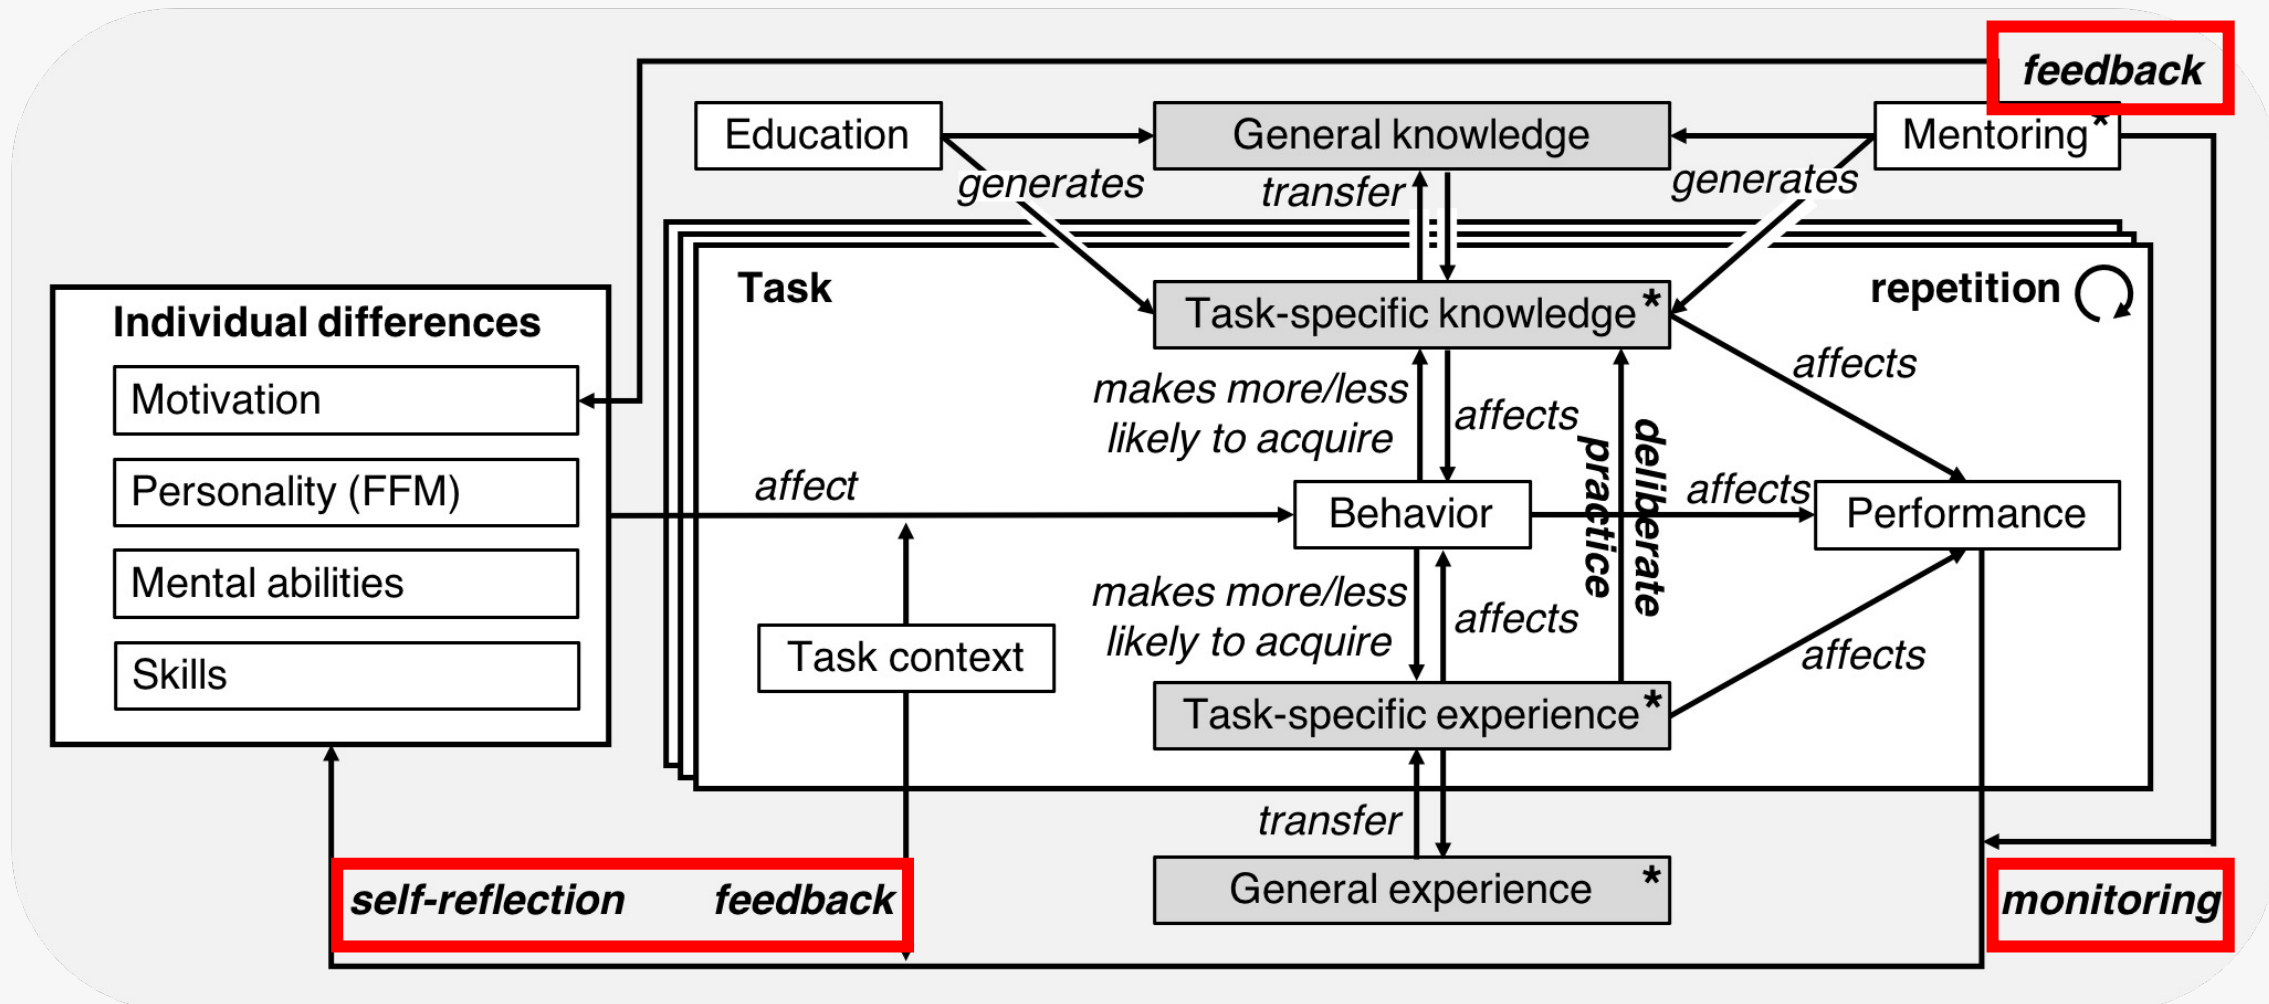 feedback
Education
General knowledge
Mentoring*
generates
transfer
generates
Task
repetition
Task-specific knowledge*
Individual differences
Motivation
Personality (FFM)
Mental abilities
Skills
makes more/less
likely to acquire
affects
affects
deliberate
practice
affect
Behavior
affects
Performance
makes more/less
likely to acquire
affects
affects
Task context
Task-specific experience*
transfer
General experience *
self-reflection feedback
monitoring